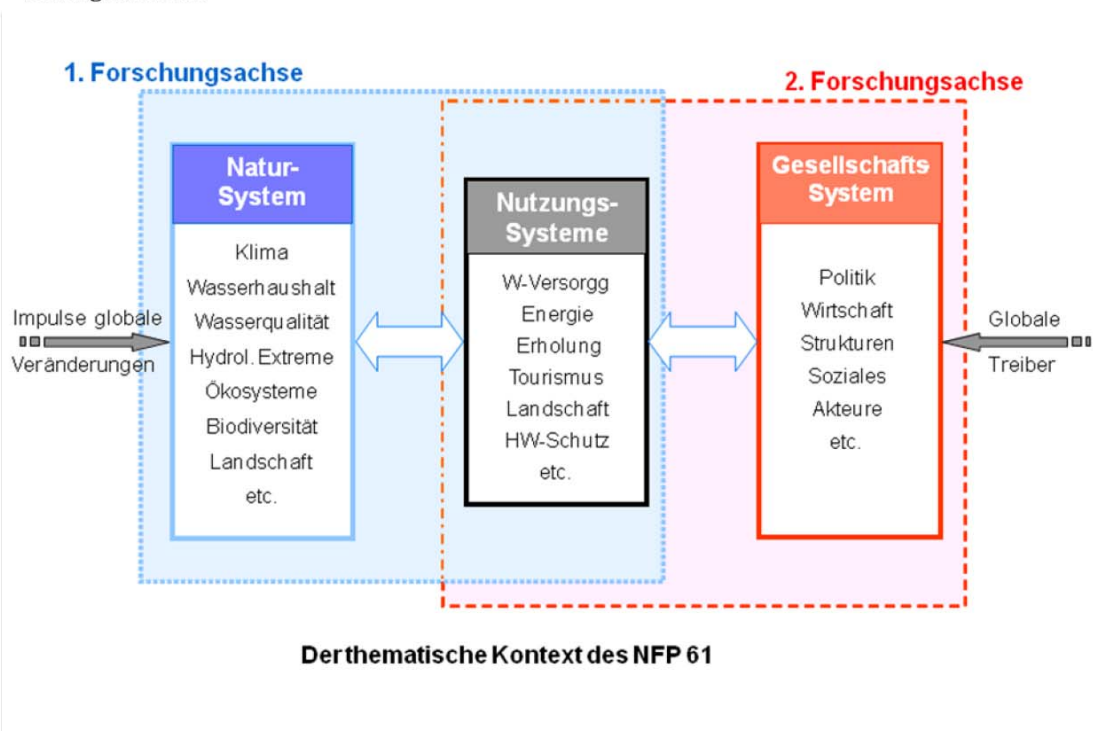 1. Forschungsachse
2. Forschungsachse
Natur-
System
Klima
Wasserhaushalt
Wasserqualität
Hydrol. Extreme
Ökosysteme
Biodiversität
Landschaft
etc.
Nutzungs-
Systeme
W-Versorgg
Energie
Erholung
Tourismus
Landschaft
HW-Schutz
etc.
Gesellschafts
System
Politik
Wirtschaft
Strukturen
Soziales
Akteure
etc.
Impulse globale
Veränderungen
Globale
Treiber
Der thematische Kontext des NFP 61